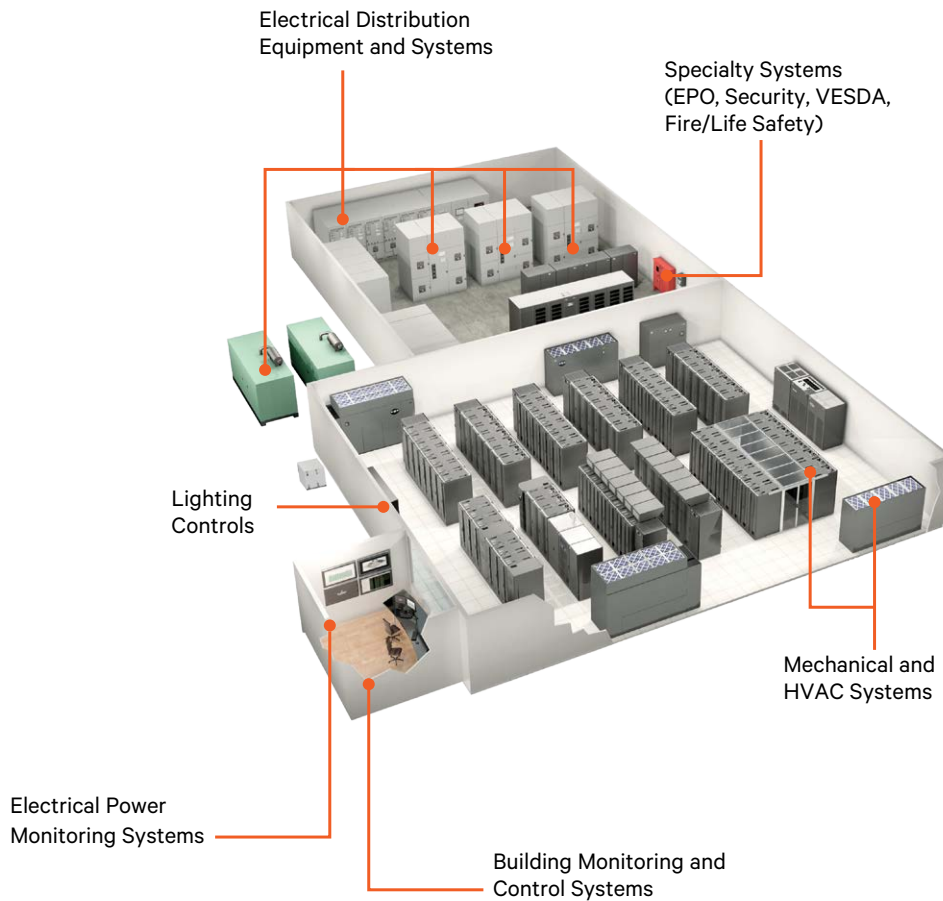 Electrical Distribution
Equipment and Systems
Specialty Systems
(EPO, Security, VESDA,
Fire/Life Safety)
Lighting
Controls
Mechanical and
HVAC Systems
Electrical Power
Monitoring Systems
Building Monitoring and
Control Systems